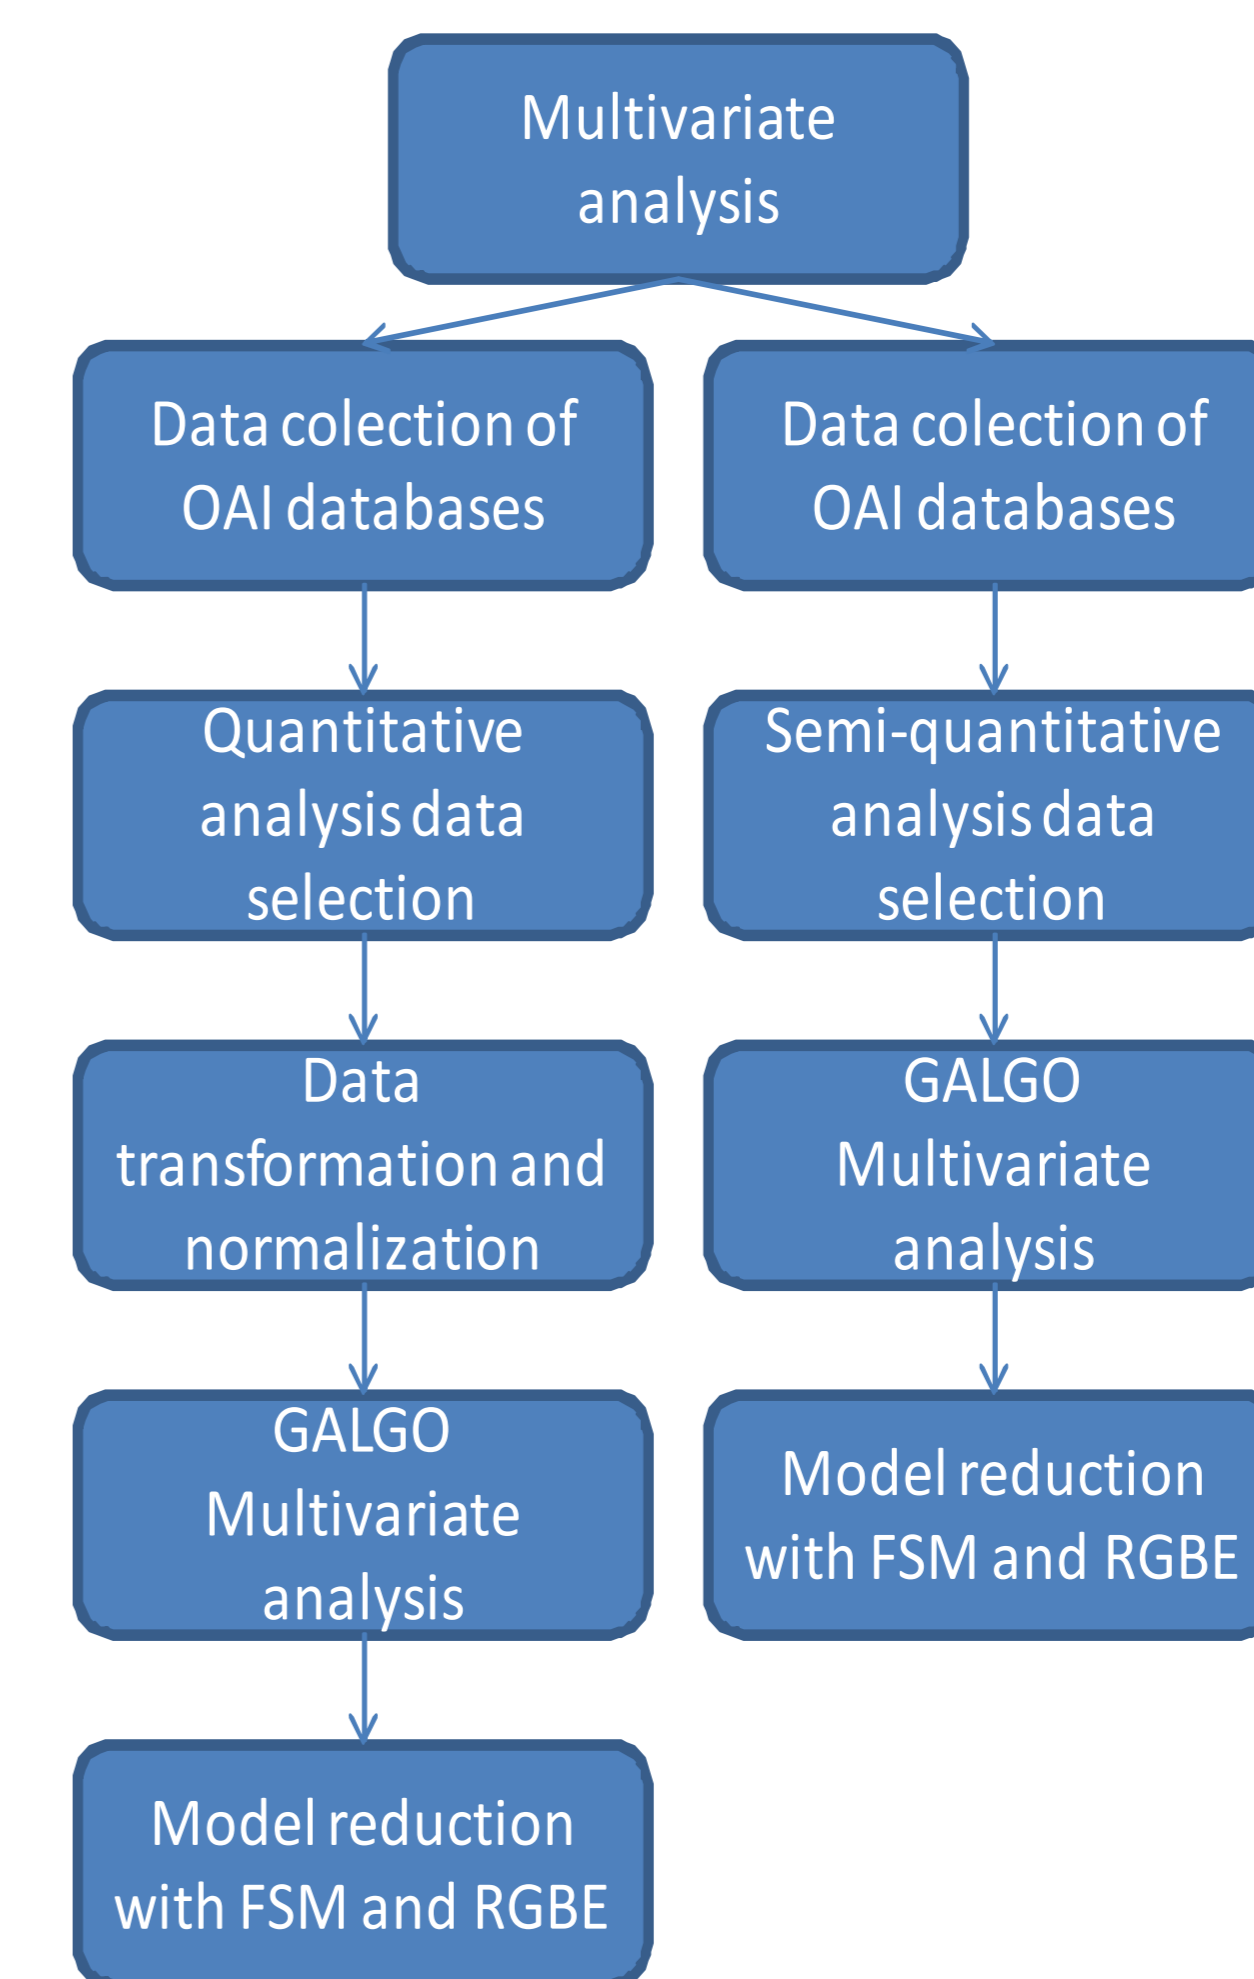 Multivariate
analysis
Data colection of
OAI databases
Data colection of
OAI databases
Quantitative
analysis data
selection
Semi-quantitative
analysis data
selection
Data
transformation and
normalization
GALGO
Multivariate
analysis
GALGO
Multivariate
analysis
Model reduction
with FSM and RGBE
Model reduction
with FSM and RGBE